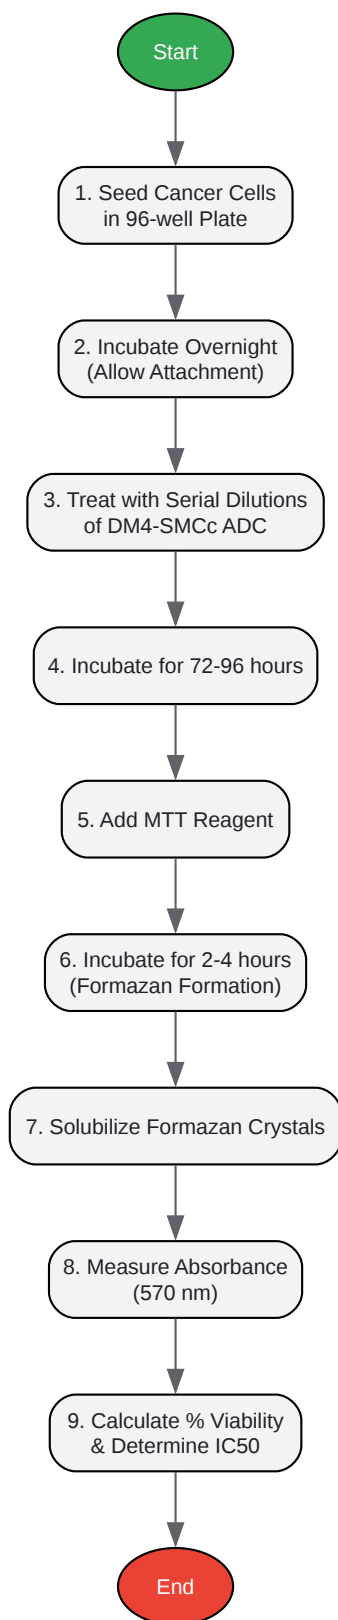 Start
1. Seed Cancer Cells
in 96-well Plate
2. Incubate Overnight
(Allow Attachment)
3. Treat with Serial Dilutions
of DM4-SMCc ADC
4. Incubate for 72-96 hours
5. Add MTT Reagent
6. Incubate for 2-4 hours
(Formazan Formation)
7. Solubilize Formazan Crystals
8. Measure Absorbance
(570 nm)
9. Calculate % Viability
& Determine IC50
End